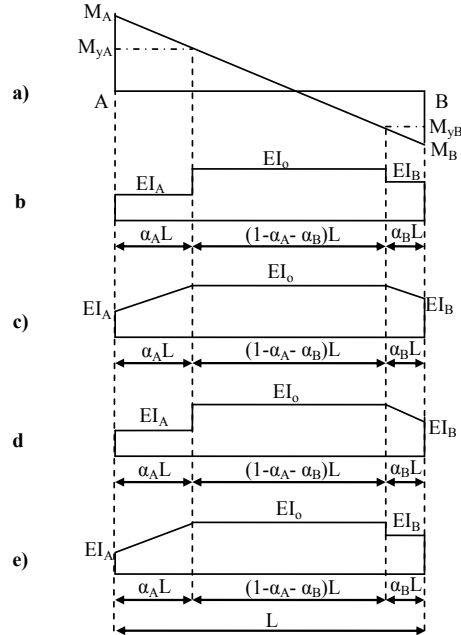 M_A
M_yA
a)
A
B
M_yB
M_B
b
EI_A
EI_o
EI_B
α_AL
(1-α_A- α_B)L
α_BL
c)
EI_A
EI_o
EI_B
α_AL
(1-α_A- α_B)L
α_BL
d
EI_A
EI_o
EI_B
α_AL
(1-α_A- α_B)L
α_BL
e)
EI_A
EI_o
EI_B
α_AL
(1-α_A- α_B)L
α_BL
L